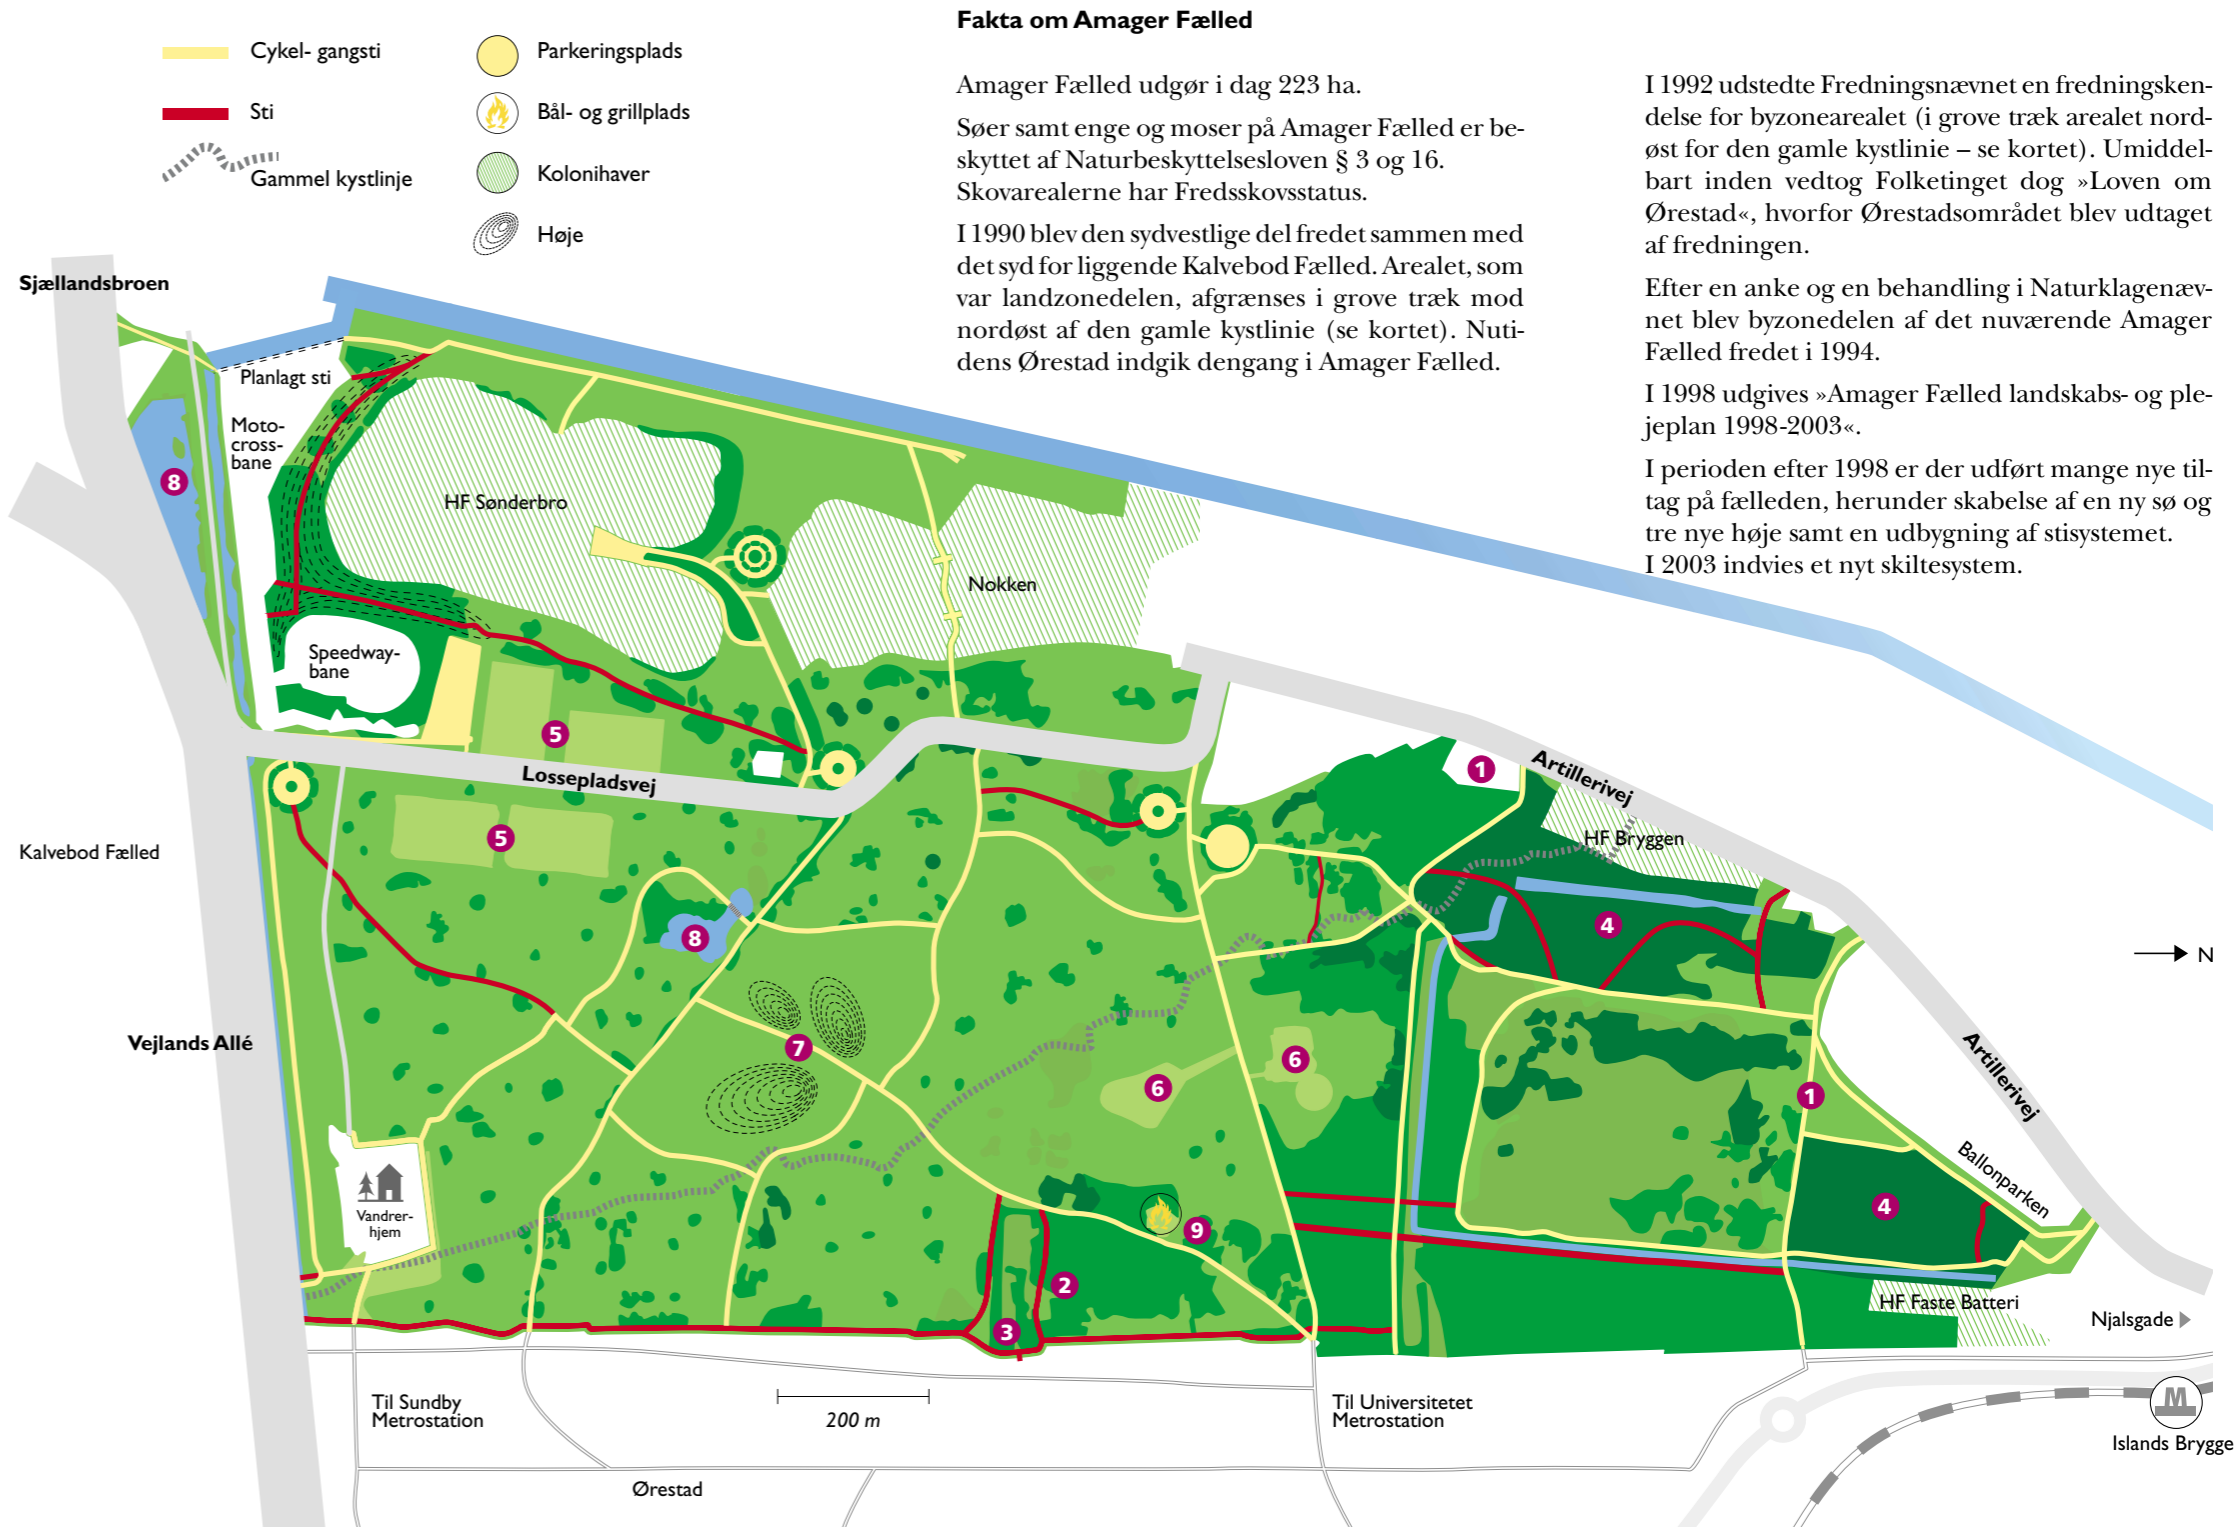 Cykel- gangsti
Sti
Gammel kystlinje
Parkeringsplads
Bål- og grillplads
Kolonihaver
Høje
Fakta om Amager Fælled
Amager Fælled udgør i dag 223 ha.
Søer samt enge og moser på Amager Fælled er be-
skyttet af Naturbeskyttelsesloven § 3 og 16.
Skovarealerne har Fredsskovsstatus.
I 1990 blev den sydvestlige del fredet sammen med
det syd for liggende Kalvebod Fælled. Arealet, som
var landzonedelen, afgrænses i grove træk mod
nordøst af den gamle kystlinie (se kortet). Nuti-
dens Ørestad indgik dengang i Amager Fælled.
I 1992 udstedte Fredningsnævnet en fredningsken-
delse for byzonearealet (i grove træk arealet nord-
øst for den gamle kystlinie – se kortet). Umiddel-
bart inden vedtog Folketinget dog »Loven om
Ørestad«, hvorfor Ørestadsområdet blev udtaget
af fredningen.
Efter en anke og en behandling i Naturklagenæv-
net blev byzonedelen af det nuværende Amager
Fælled fredet i 1994.
I 1998 udgives »Amager Fælled landskabs- og ple-
jeplan 1998-2003«.
I perioden efter 1998 er der udført mange nye til-
tag på fælleden, herunder skabelse af en ny sø og
tre nye høje samt en udbygning af stisystemet.
I 2003 indvies et nyt skiltesystem.
Sjællandsbroen
Planlagt sti
Moto-
cross-
bane
8
HF Sønderbro
Nokken
Speedway-
bane
5
Lossepladsvej
1
Artillerivej
HF Bryggen
Kalvebod Fælled
5
8
4
N
Vejlands Allé
7
6
6
1
Artillerivej
Ballonparken
Vandrer-
hjem
9
4
2
3
HF Faste Batteri
Njalsgade
Til Sundby
Metrostation
200 m
Til Universitetet
Metrostation
M
Islands Brygge
Ørestad